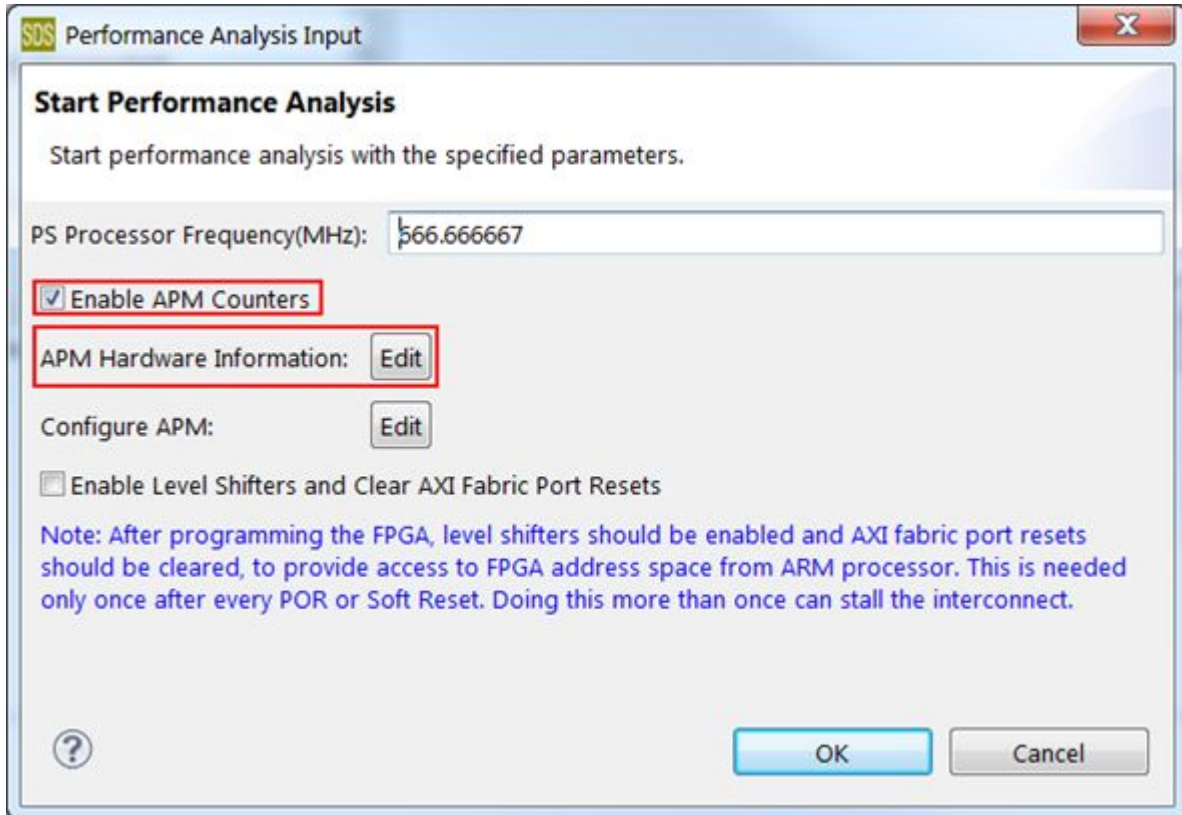 SDS Performance Analysis Input
Start Performance Analysis
Start performance analysis with the specified parameters.
PS Processor Frequency(MHz): 666.666667
Enable APM Counters
APM Hardware Information: Edit
Configure APM: Edit
Enable Level Shifters and Clear AXI Fabric Port Resets
Note: After programming the FPGA, level shifters should be enabled and AXI fabric port resets
should be cleared, to provide access to FPGA address space from ARM processor. This is needed
only once after every POR or Soft Reset. Doing this more than once can stall the interconnect.
? OK Cancel